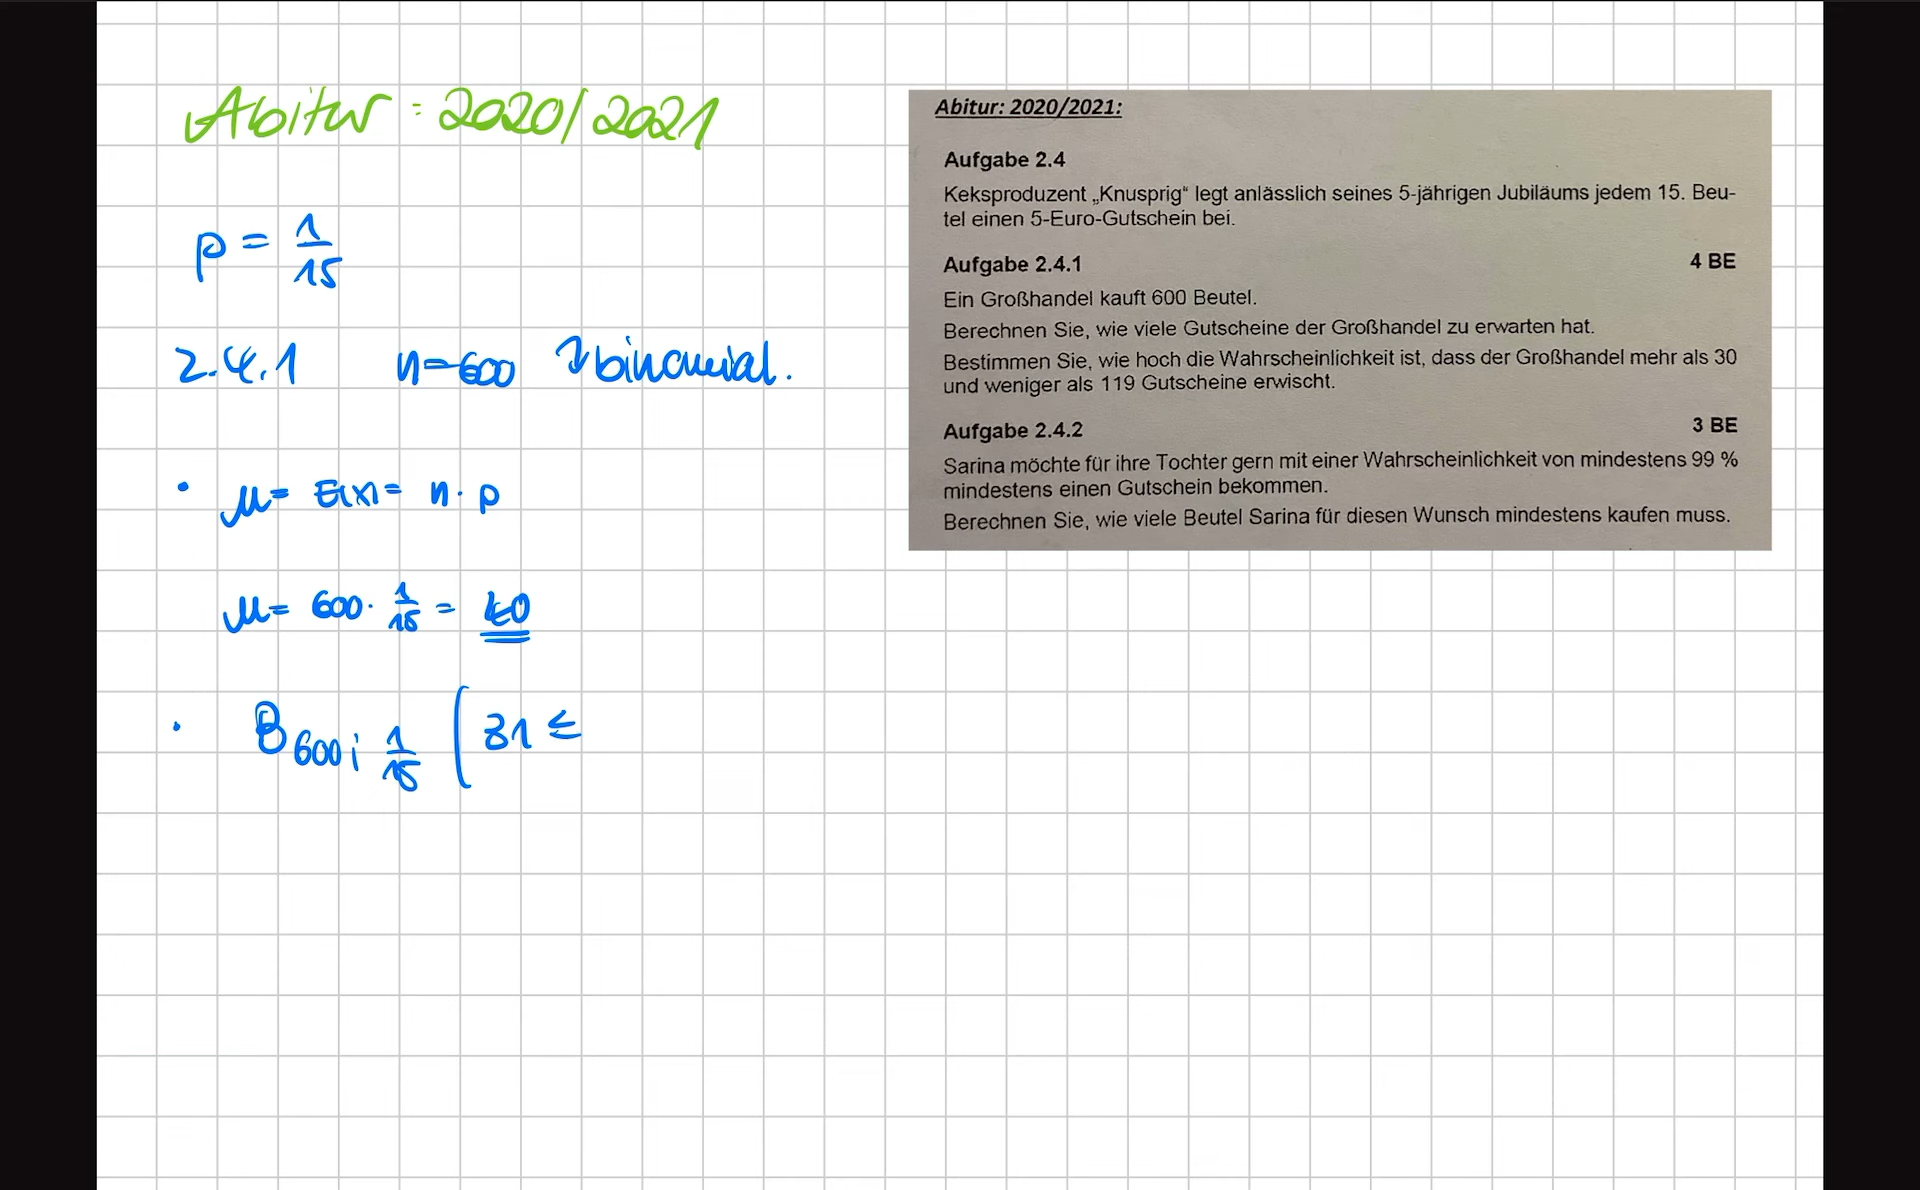 Abitur: 2020/2021
p = 1/15
2.4.1 n=600 binomial.
• μ = E(x) = n · p
μ = 600 · 1/15 = 40
• B 600; 1/15 ( 31 ≤
Abitur: 2020/2021:
Aufgabe 2.4
Keksproduzent „Knusprig“ legt anlässlich seines 5-jährigen Jubiläums jedem 15. Beu-
tel einen 5-Euro-Gutschein bei.
Aufgabe 2.4.1 4 BE
Ein Großhandel kauft 600 Beutel.
Berechnen Sie, wie viele Gutscheine der Großhandel zu erwarten hat.
Bestimmen Sie, wie hoch die Wahrscheinlichkeit ist, dass der Großhandel mehr als 30
und weniger als 119 Gutscheine erwischt.
Aufgabe 2.4.2 3 BE
Sarina möchte für ihre Tochter gern mit einer Wahrscheinlichkeit von mindestens 99 %
mindestens einen Gutschein bekommen.
Berechnen Sie, wie viele Beutel Sarina für diesen Wunsch mindestens kaufen muss.